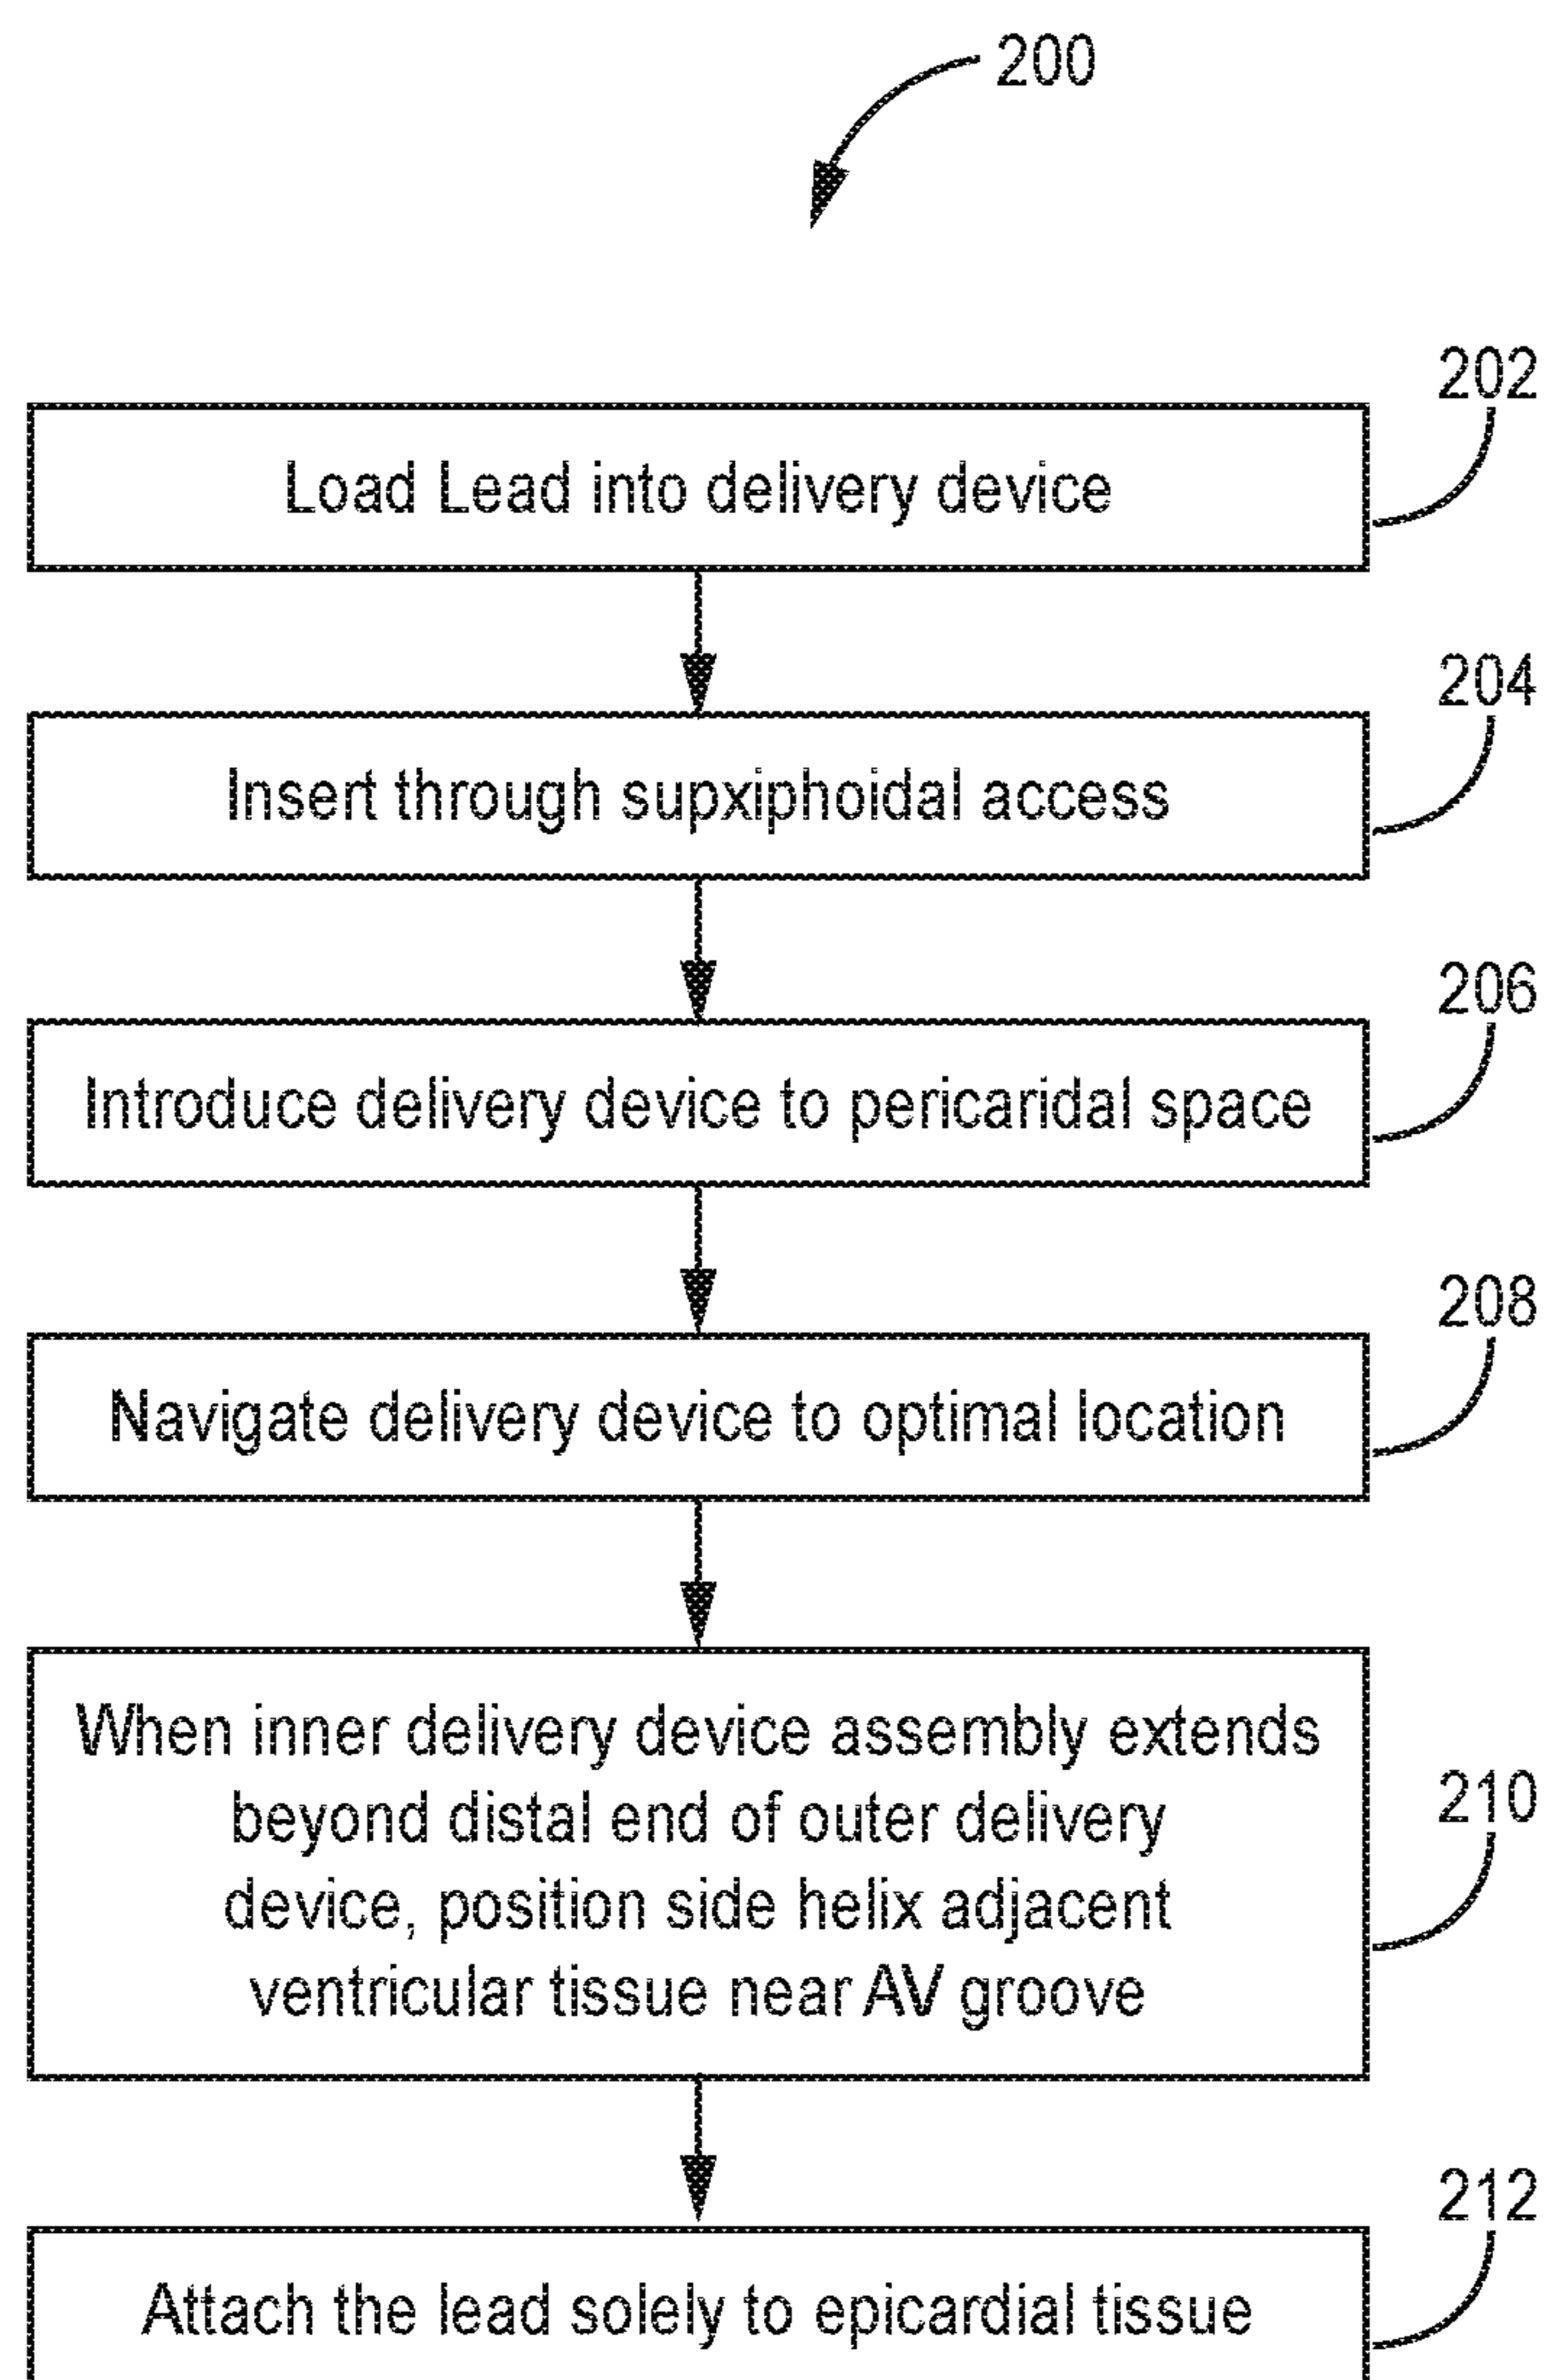 200
202
Load Lead into delivery device
204
Insert through supxiphoidal access
206
Introduce delivery device to pericaridal space
208
Navigate delivery device to optimal location
When inner delivery device assembly extends
beyond distal end of outer delivery
device, position side helix adjacent
ventricular tissue near AV groove
210
212
Attach the lead solely to epicardial tissue